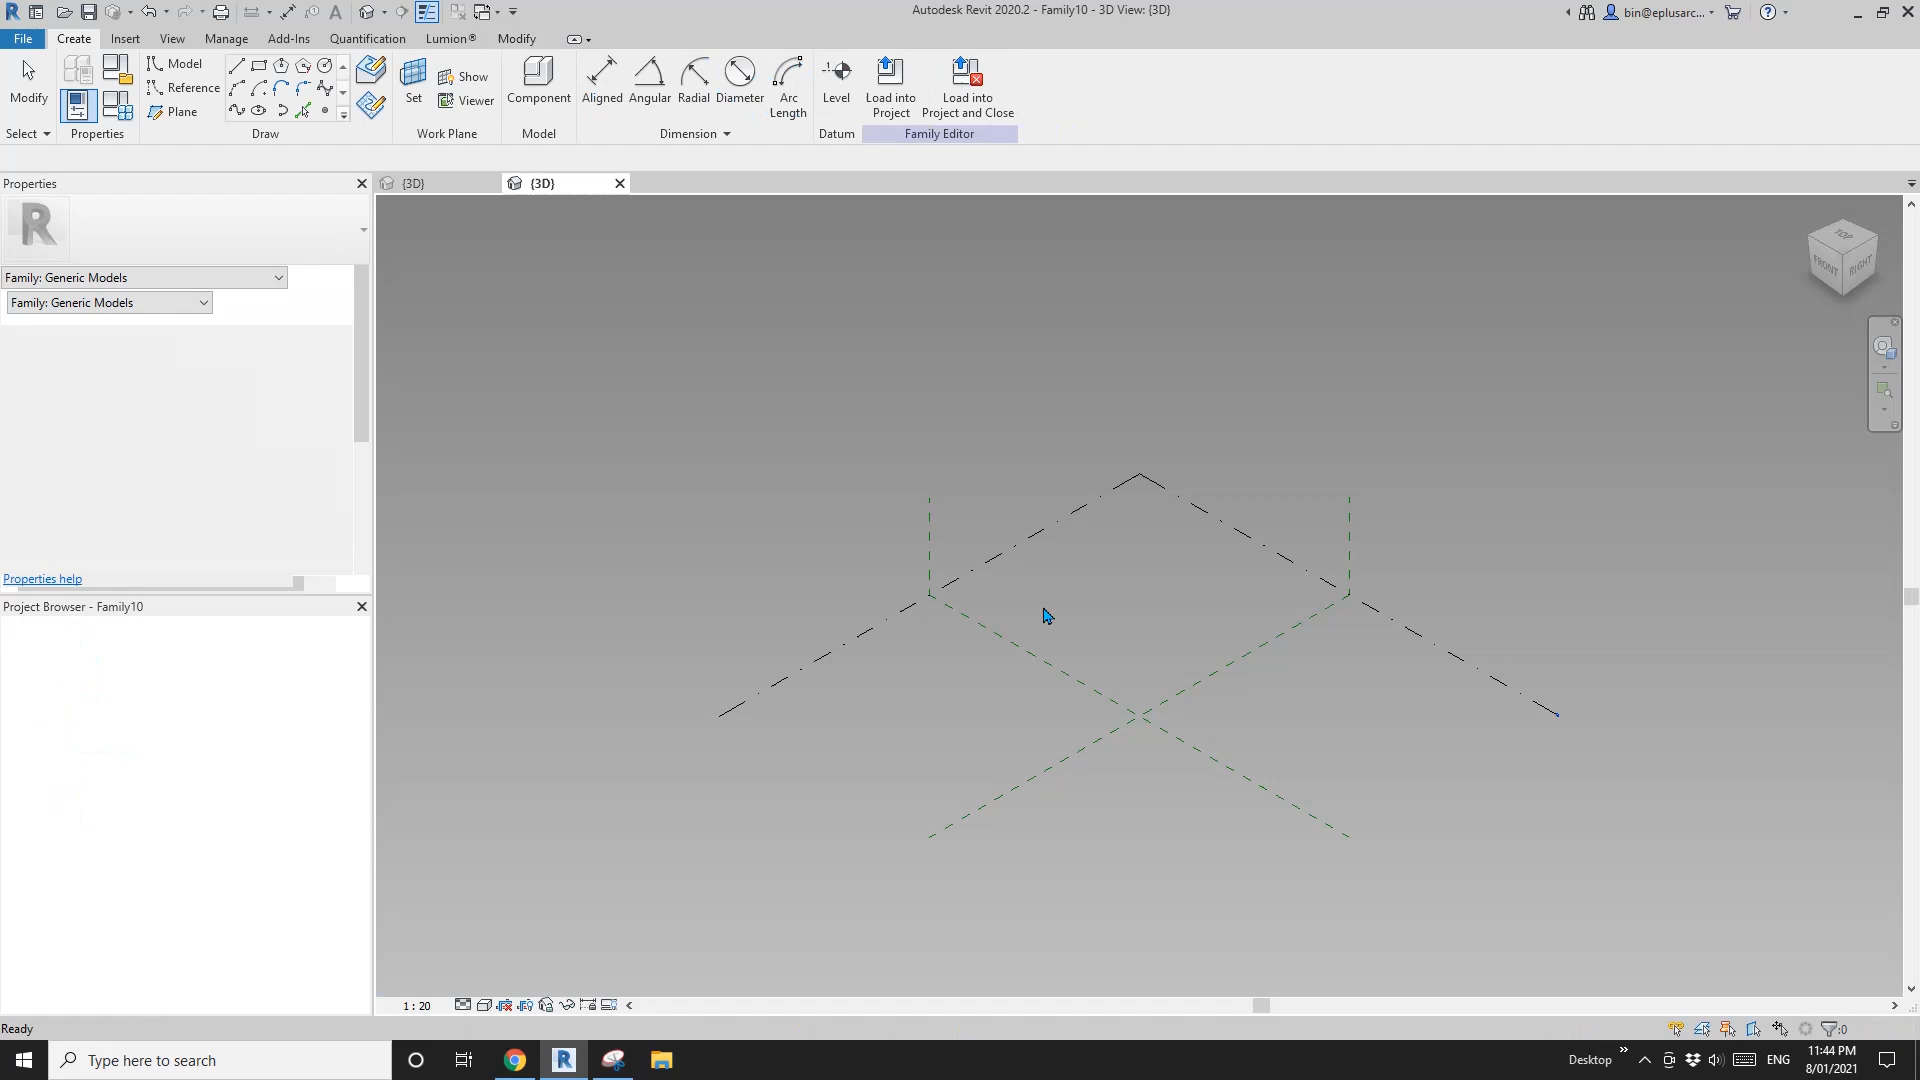 Autodesk Revit 2020.2 - Family10 - 3D View: {3D}
bin@eplusarc...
File
Create
Insert
View
Manage
Add-Ins
Quantification
Lumion®
Modify
Modify
Model
Reference
Plane
Set
Show
Viewer
Component
Aligned
Angular
Radial
Diameter
Arc
Length
Level
Load into
Project
Load into
Project and Close
Select
Properties
Draw
Work Plane
Model
Dimension
Datum
Family Editor
Properties
{3D}
{3D}
R
Family: Generic Models
Family: Generic Models
Properties help
Project Browser - Family10
TOP
FRONT
RIGHT
1 : 20
Ready
:0
Type here to search
Desktop
ENG
11:44 PM
8/01/2021